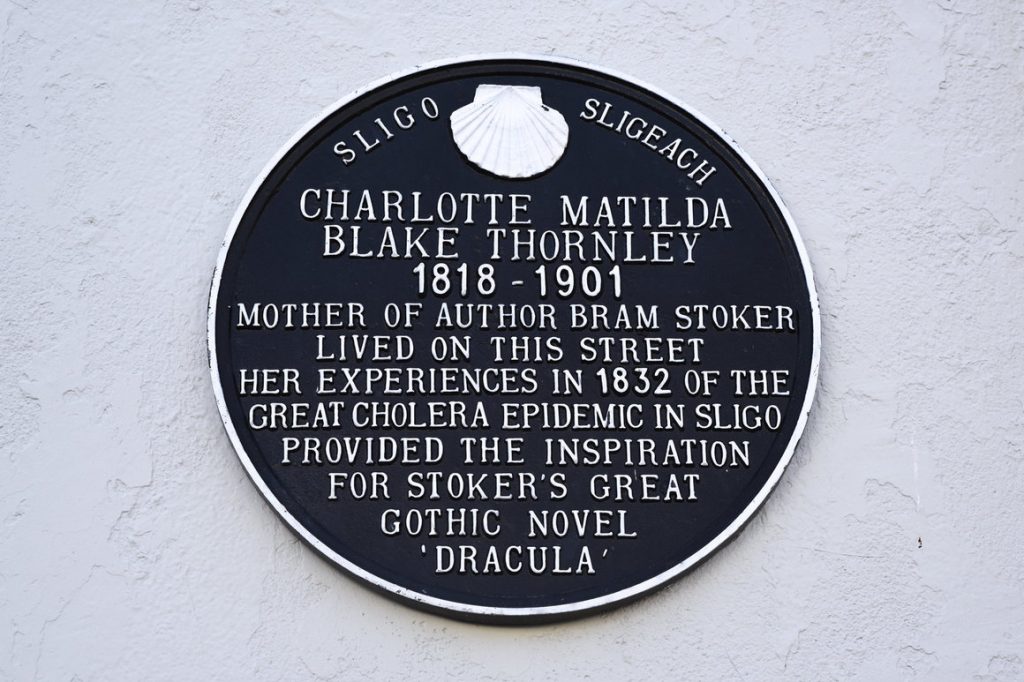 SLIGO SLIGEACH
CHARLOTTE MATILDA
BLAKE THORNLEY
1818 - 1901
MOTHER OF AUTHOR BRAM STOKER
LIVED ON THIS STREET
HER EXPERIENCES IN 1832 OF THE
GREAT CHOLERA EPIDEMIC IN SLIGO
PROVIDED THE INSPIRATION
FOR STOKER'S GREAT
GOTHIC NOVEL
'DRACULA'